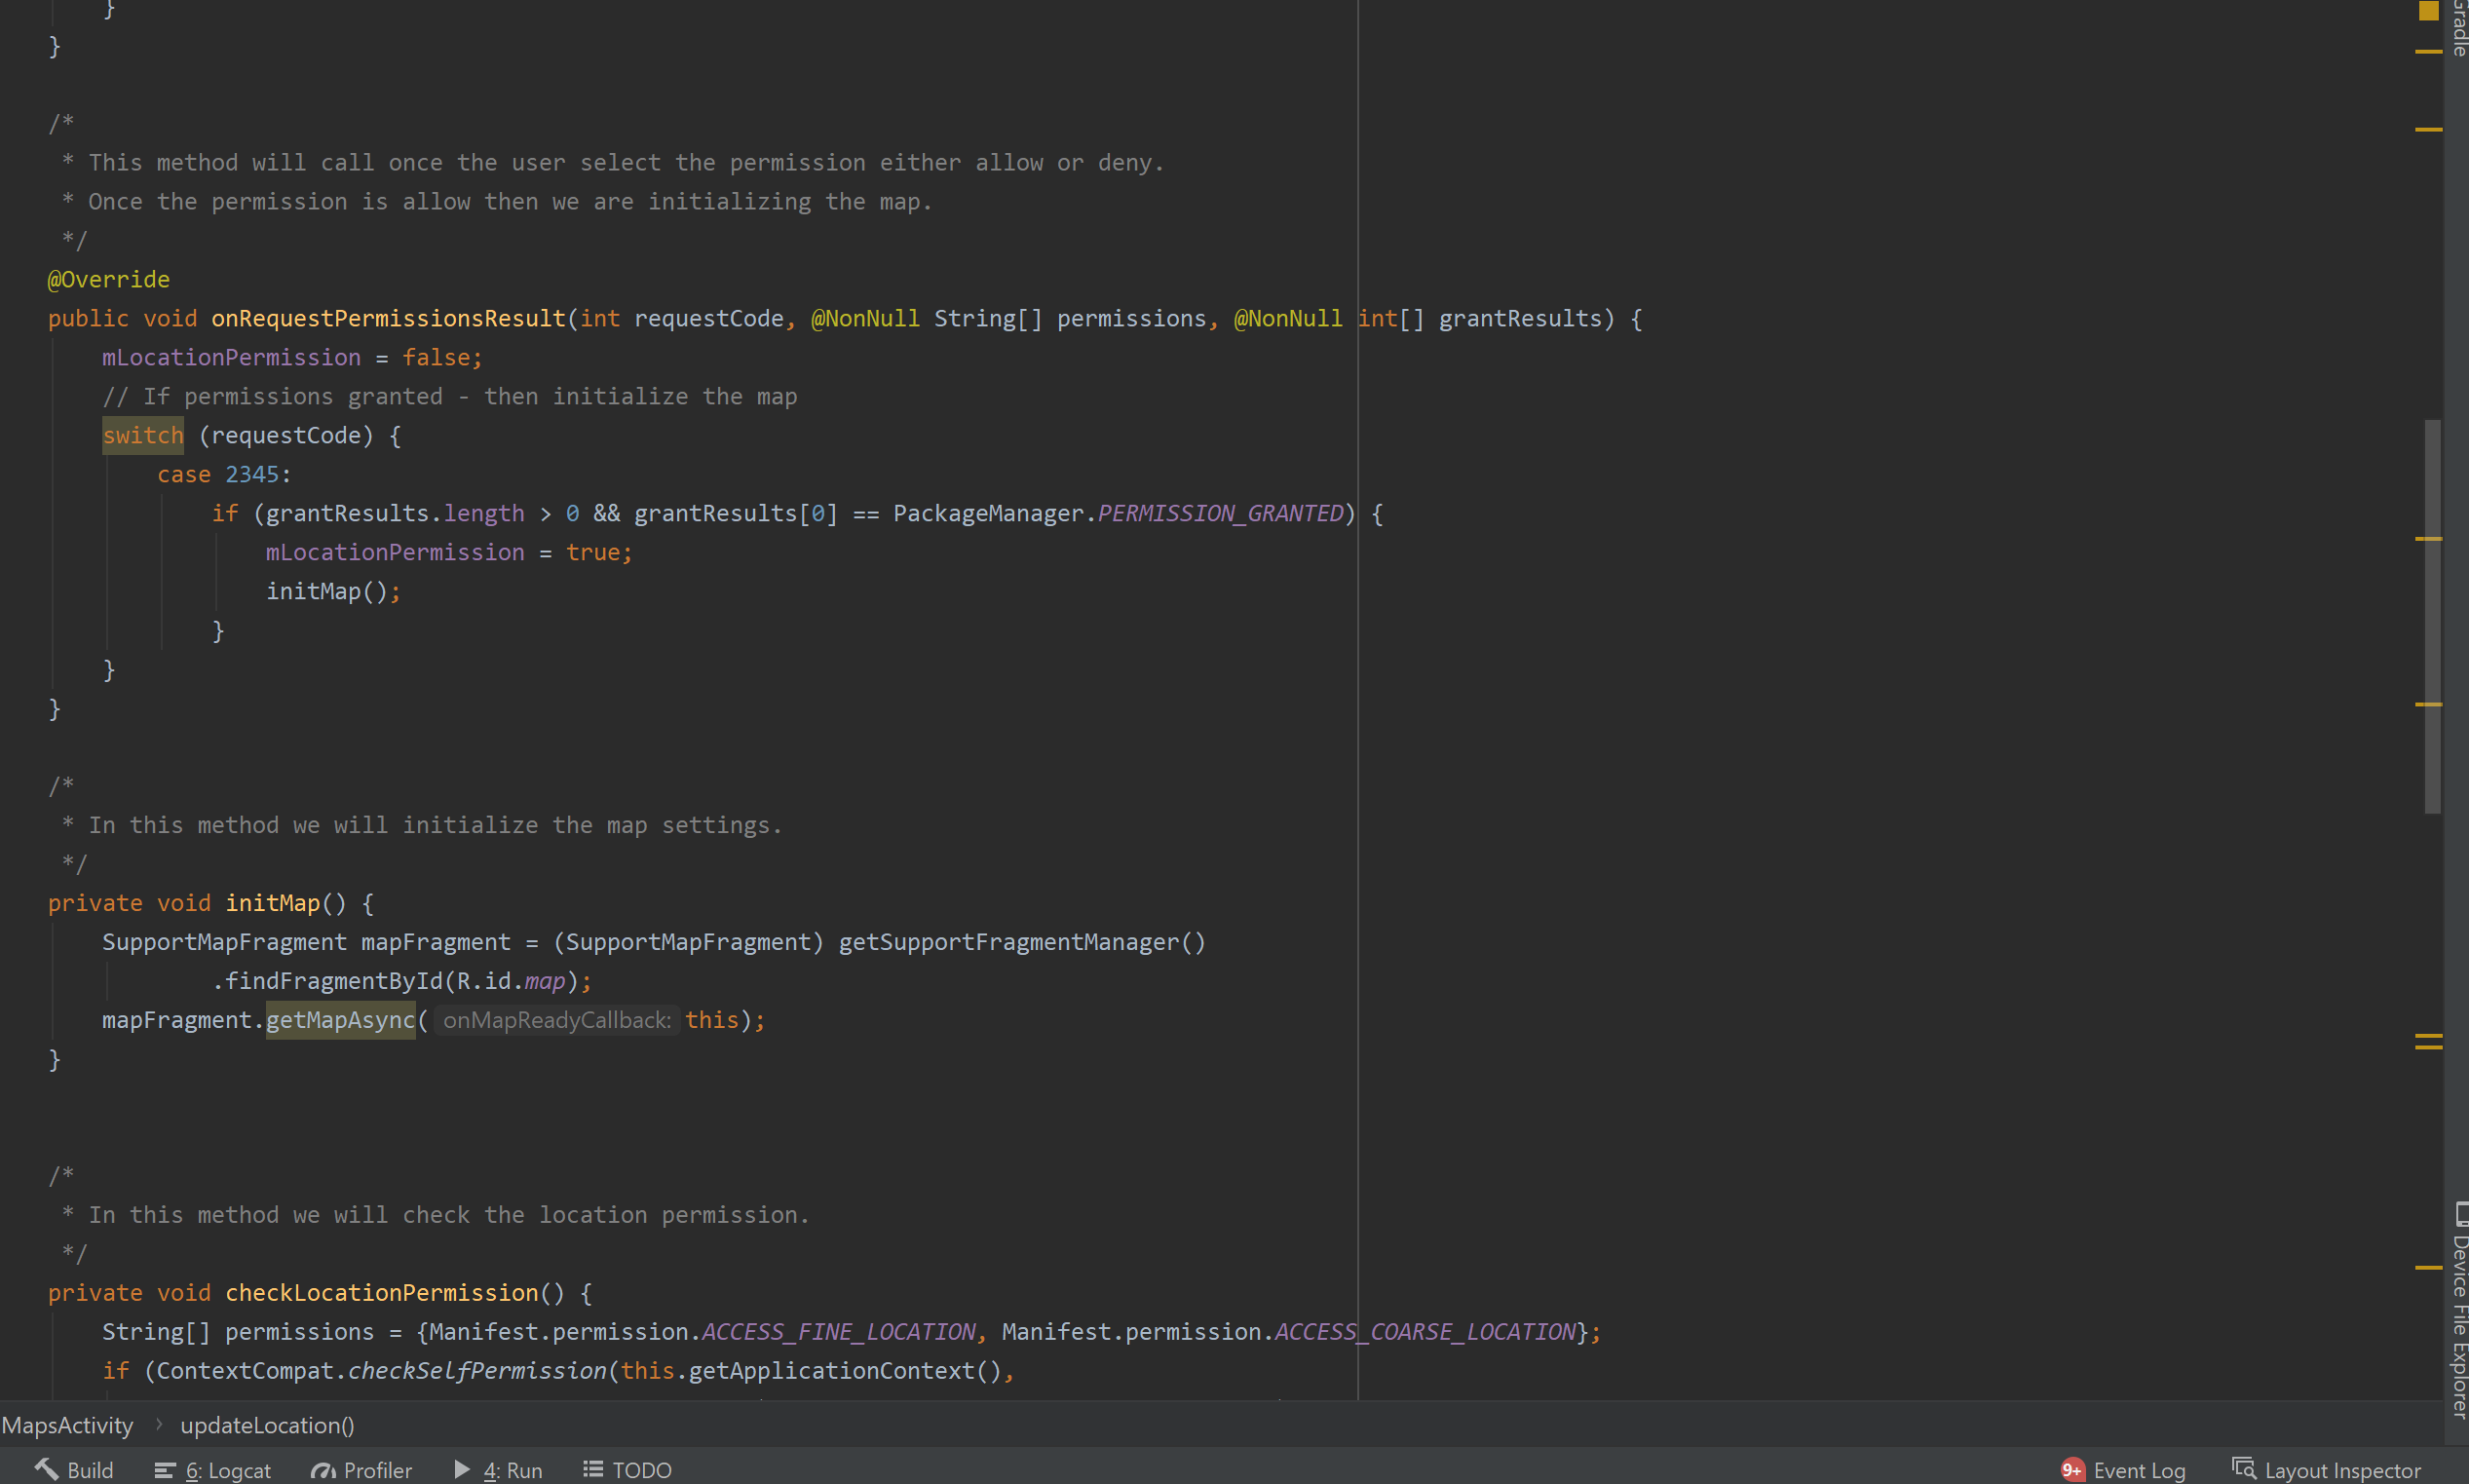 }
}

/*
 * This method will call once the user select the permission either allow or deny.
 * Once the permission is allow then we are initializing the map.
 */
@Override
public void onRequestPermissionsResult(int requestCode, @NonNull String[] permissions, @NonNull int[] grantResults) {
    mLocationPermission = false;
    // If permissions granted - then initialize the map
    switch (requestCode) {
        case 2345:
            if (grantResults.length > 0 && grantResults[0] == PackageManager.PERMISSION_GRANTED) {
                mLocationPermission = true;
                initMap();
            }
    }
}

/*
 * In this method we will initialize the map settings.
 */
private void initMap() {
    SupportMapFragment mapFragment = (SupportMapFragment) getSupportFragmentManager()
            .findFragmentById(R.id.map);
    mapFragment.getMapAsync( onMapReadyCallback: this);
}

/*
 * In this method we will check the location permission.
 */
private void checkLocationPermission() {
    String[] permissions = {Manifest.permission.ACCESS_FINE_LOCATION, Manifest.permission.ACCESS_COARSE_LOCATION};
    if (ContextCompat.checkSelfPermission(this.getApplicationContext(),
Gradle
Device File Explorer
MapsActivity
updateLocation()
Build
6: Logcat
Profiler
4: Run
TODO
9+ Event Log
Layout Inspector